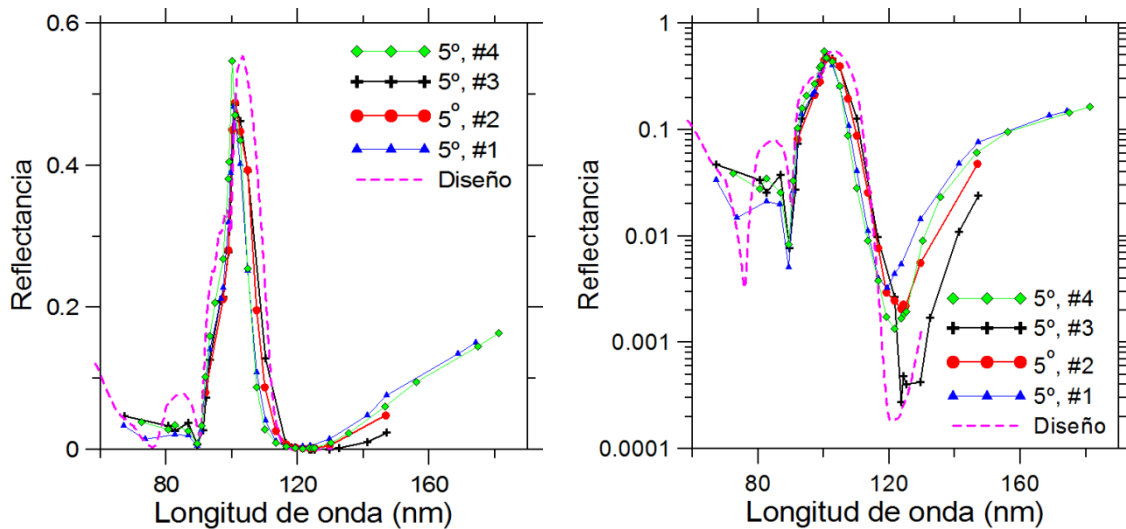 0.6
0.4
0.2
0
Reflectancia
5º, #4
5º, #3
5º, #2
5º, #1
Diseño
80
120
160
Longitud de onda (nm)
1
0.1
0.01
0.001
0.0001
Reflectancia
5º, #4
5º, #3
5º, #2
5º, #1
Diseño
80
120
160
Longitud de onda (nm)